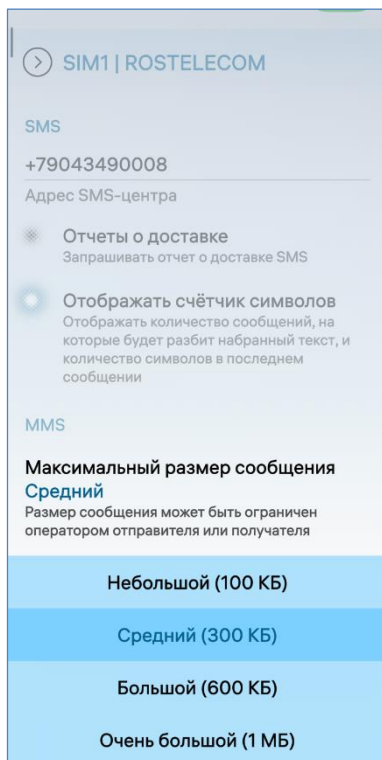 SIM1 | ROSTELECOM
SMS
+79043490008
Адрес SMS-центра
Отчеты о доставке
Запрашивать отчет о доставке SMS
Отображать счётчик символов
Отображать количество сообщений, на
которые будет разбит набранный текст, и
количество символов в последнем
сообщении
MMS
Максимальный размер сообщения
Средний
Размер сообщения может быть ограничен
оператором отправителя или получателя
Небольшой (100 КБ)
Средний (300 КБ)
Большой (600 КБ)
Очень большой (1 МБ)